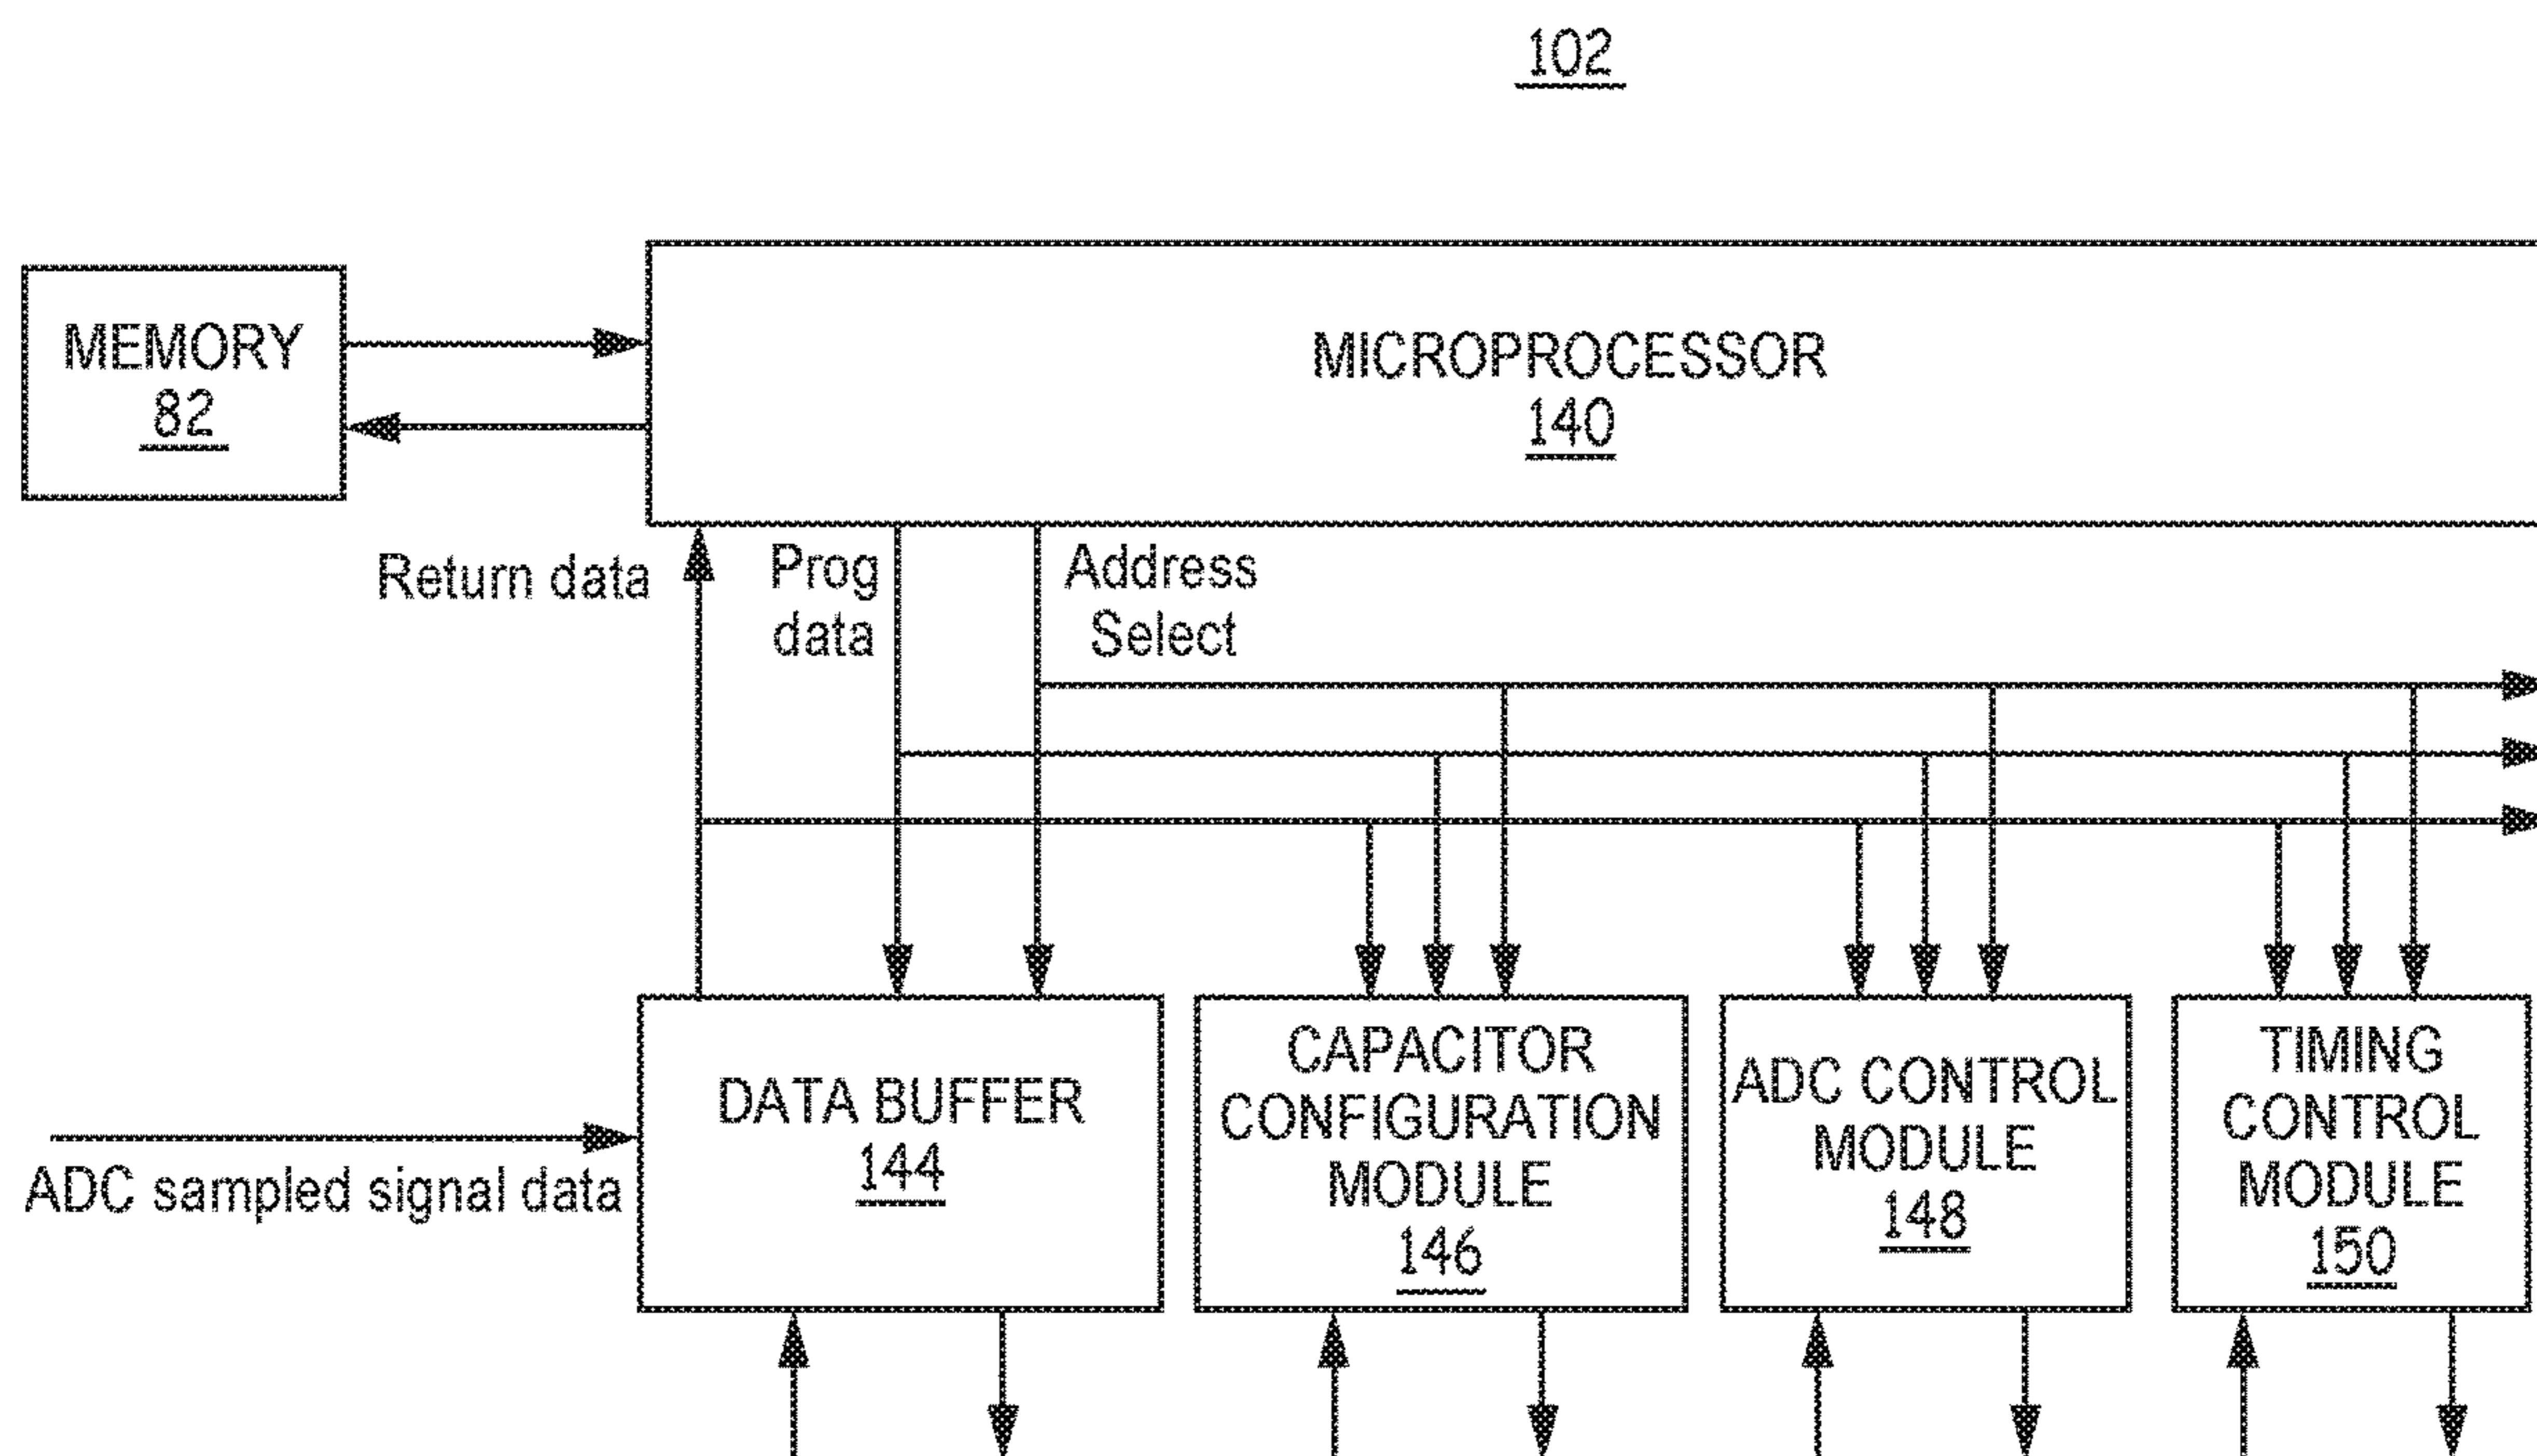 102
MEMORY
82
MICROPROCESSOR
140
Return data
Prog
data
Address
Select
DATA BUFFER
144
CAPACITOR
CONFIGURATION
MODULE
146
ADC CONTROL
MODULE
148
TIMING
CONTROL
MODULE
150
ADC sampled signal data